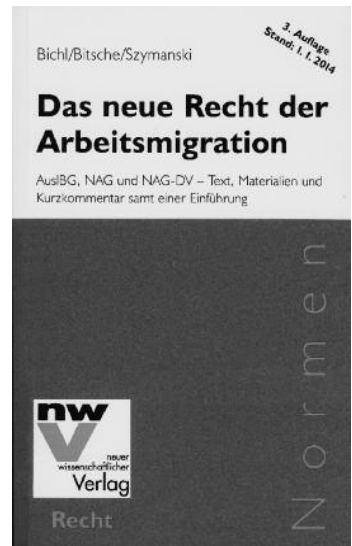 3. Auflage
Stand: 1. 1. 2014
Bichl/Bitsche/Szymanski
Das neue Recht der
Arbeitsmigration
AuslBG, NAG und NAG-DV – Text, Materialien und
Kurzkommentar samt einer Einführung
Normen
nw
V
neuer
wissenschaftlicher
Verlag
Recht